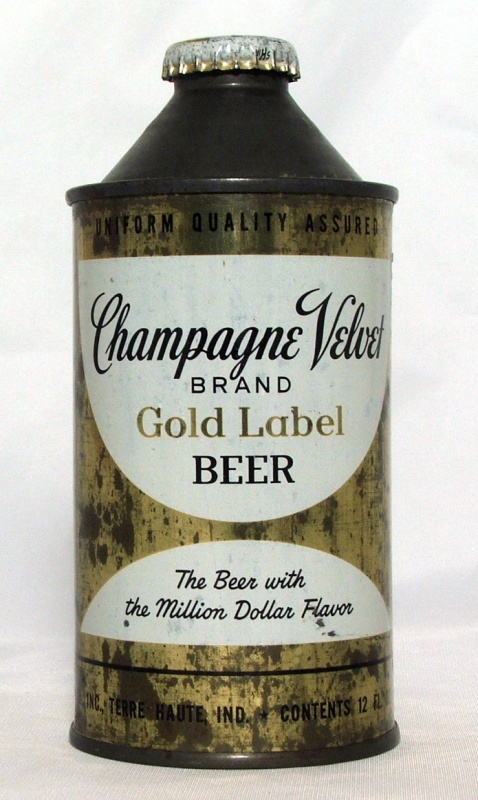 UNIFORM QUALITY ASSURED
Champagne Velvet
BRAND
Gold Label
BEER
The Beer with
the Million Dollar Flavor
INC., TERRE HAUTE, IND. ★ CONTENTS 12 FL.